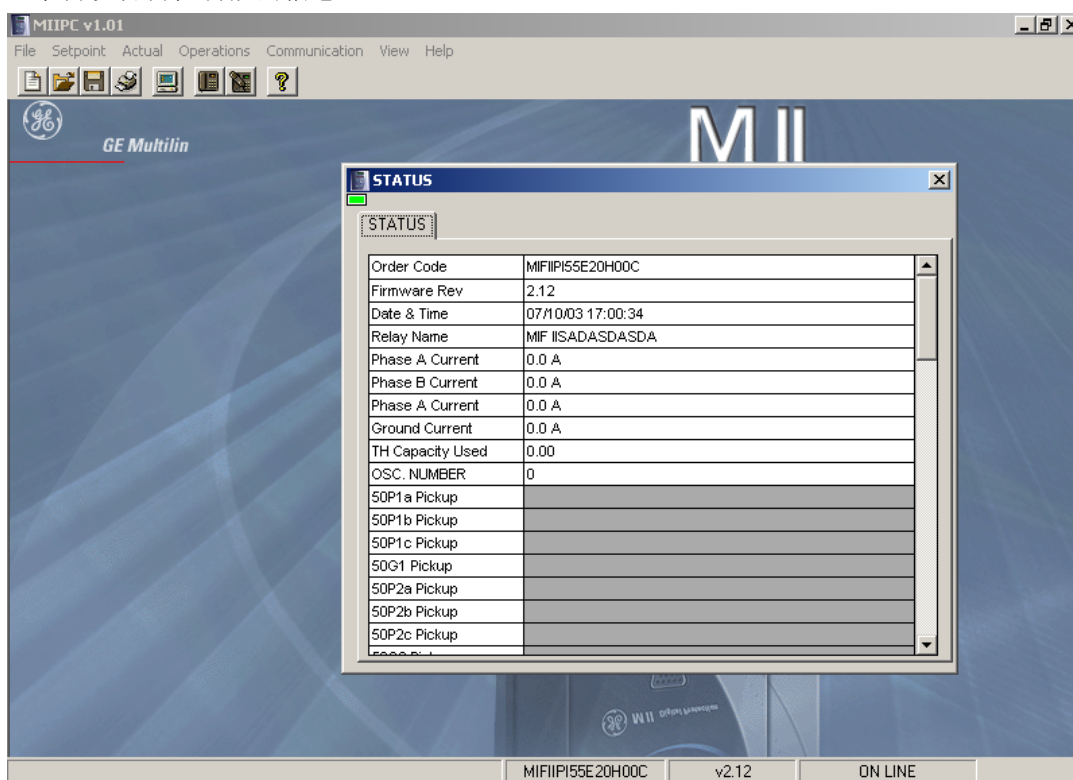 MIIPC v1.01
File Setpoint Actual Operations Communication View Help
GE Multilin
M II
STATUS
STATUS
Order Code MIFIIPI55E20H00C
Firmware Rev 2.12
Date & Time 07/10/03 17:00:34
Relay Name MIF IISADASDASDA
Phase A Current 0.0 A
Phase B Current 0.0 A
Phase A Current 0.0 A
Ground Current 0.0 A
TH Capacity Used 0.00
OSC. NUMBER 0
50P1a Pickup
50P1b Pickup
50P1c Pickup
50G1 Pickup
50P2a Pickup
50P2b Pickup
50P2c Pickup
M II Digital Protection
MIFIIPI55E20H00C v2.12 ON LINE